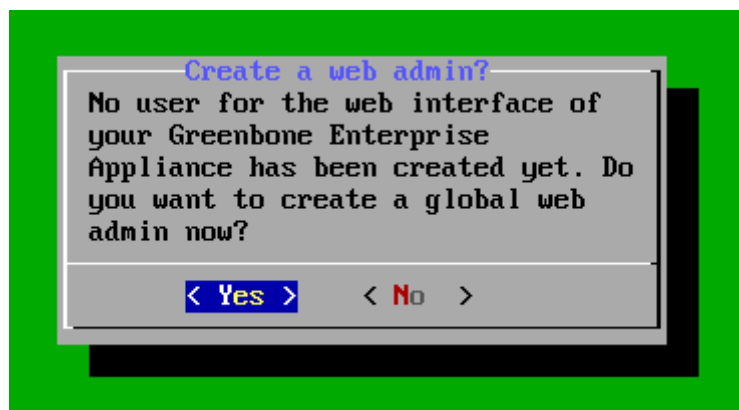 Create a web admin?
No user for the web interface of
your Greenbone Enterprise
Appliance has been created yet. Do
you want to create a global web
admin now?
< Yes > < No >